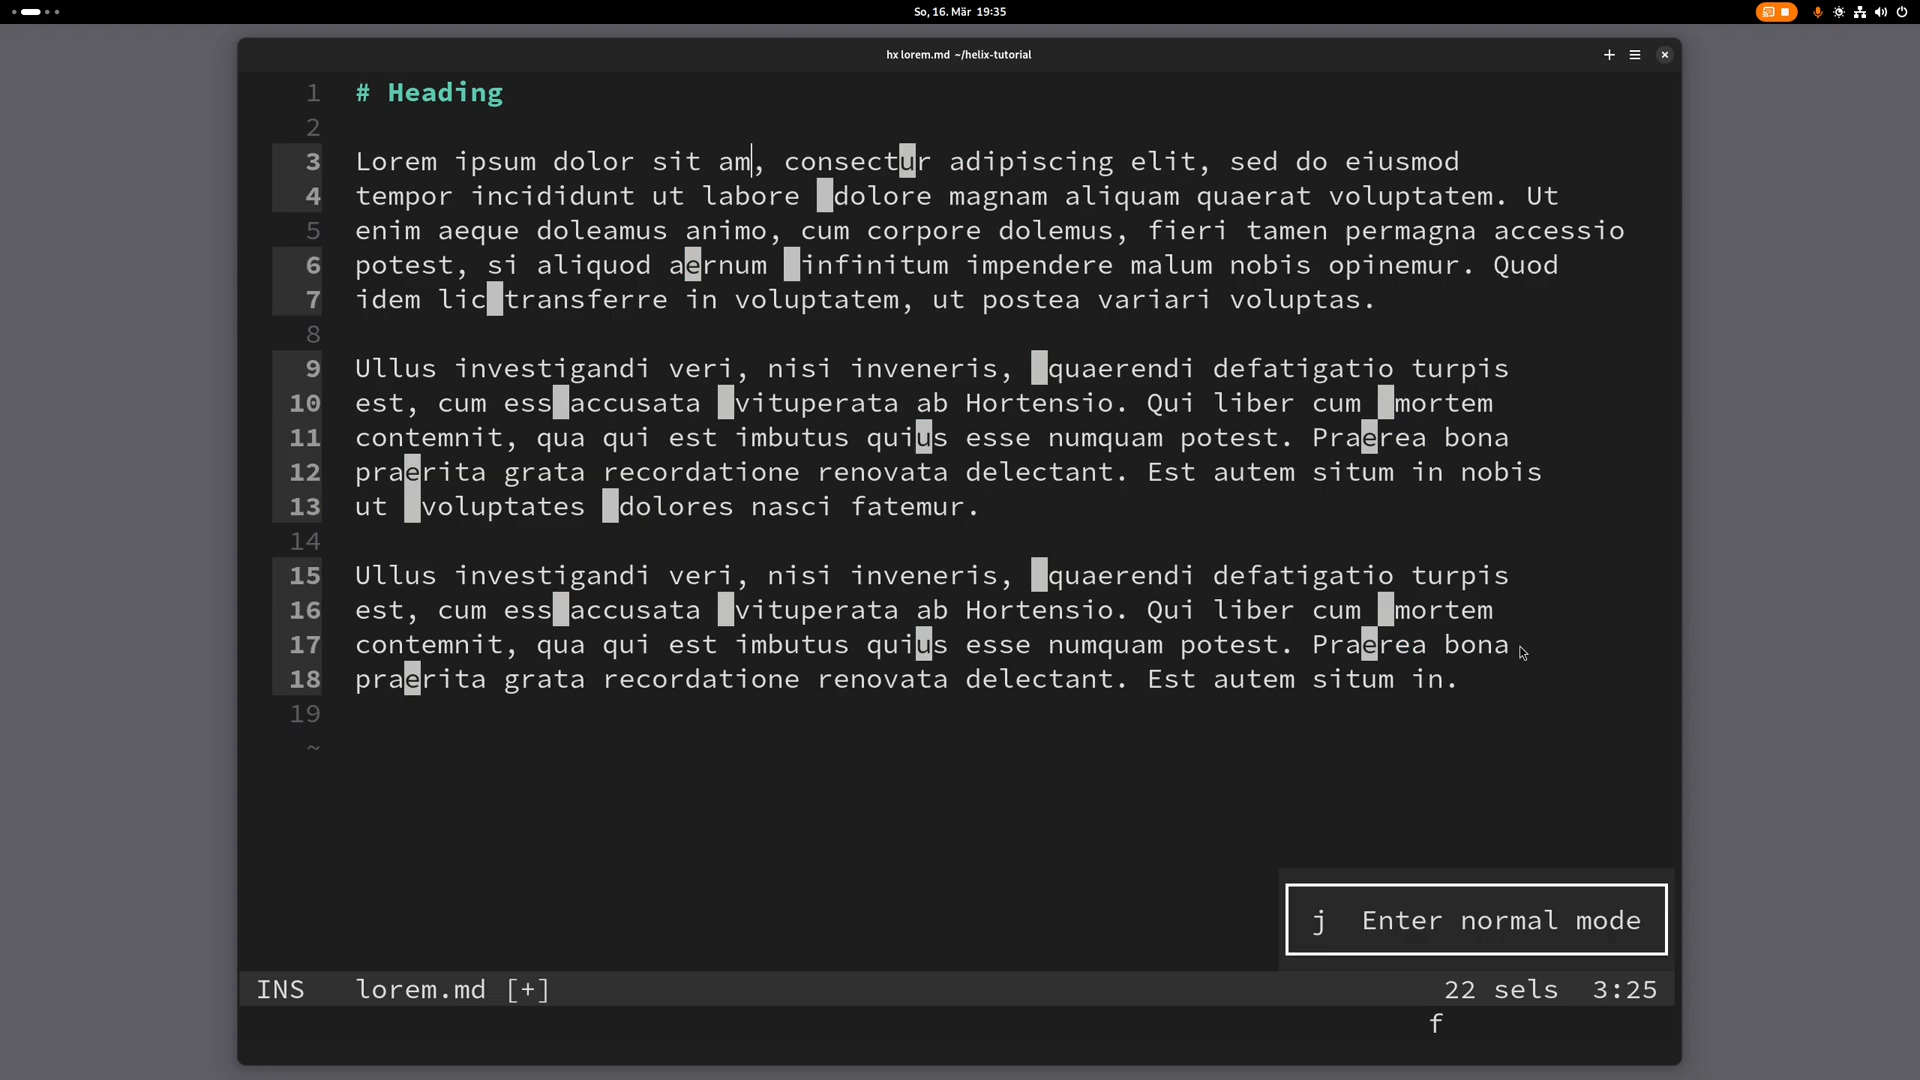 So, 16. Mär 19:35
hx lorem.md ~/helix-tutorial
1 # Heading
2
3 Lorem ipsum dolor sit am, consectur adipiscing elit, sed do eiusmod
4 tempor incididunt ut labore dolore magnam aliquam quaerat voluptatem. Ut
5 enim aeque doleamus animo, cum corpore dolemus, fieri tamen permagna accessio
6 potest, si aliquod aernum infinitum impendere malum nobis opinemur. Quod
7 idem lic transferre in voluptatem, ut postea variari voluptas.
8
9 Ullus investigandi veri, nisi inveneris, quaerendi defatigatio turpis
10 est, cum ess accusata vituperata ab Hortensio. Qui liber cum mortem
11 contemnit, qua qui est imbutus quius esse numquam potest. Praerea bona
12 praerita grata recordatione renovata delectant. Est autem situm in nobis
13 ut voluptates dolores nasci fatemur.
14
15 Ullus investigandi veri, nisi inveneris, quaerendi defatigatio turpis
16 est, cum ess accusata vituperata ab Hortensio. Qui liber cum mortem
17 contemnit, qua qui est imbutus quius esse numquam potest. Praerea bona
18 praerita grata recordatione renovata delectant. Est autem situm in.
19
~
j Enter normal mode
INS lorem.md [+] 22 sels 3:25
f